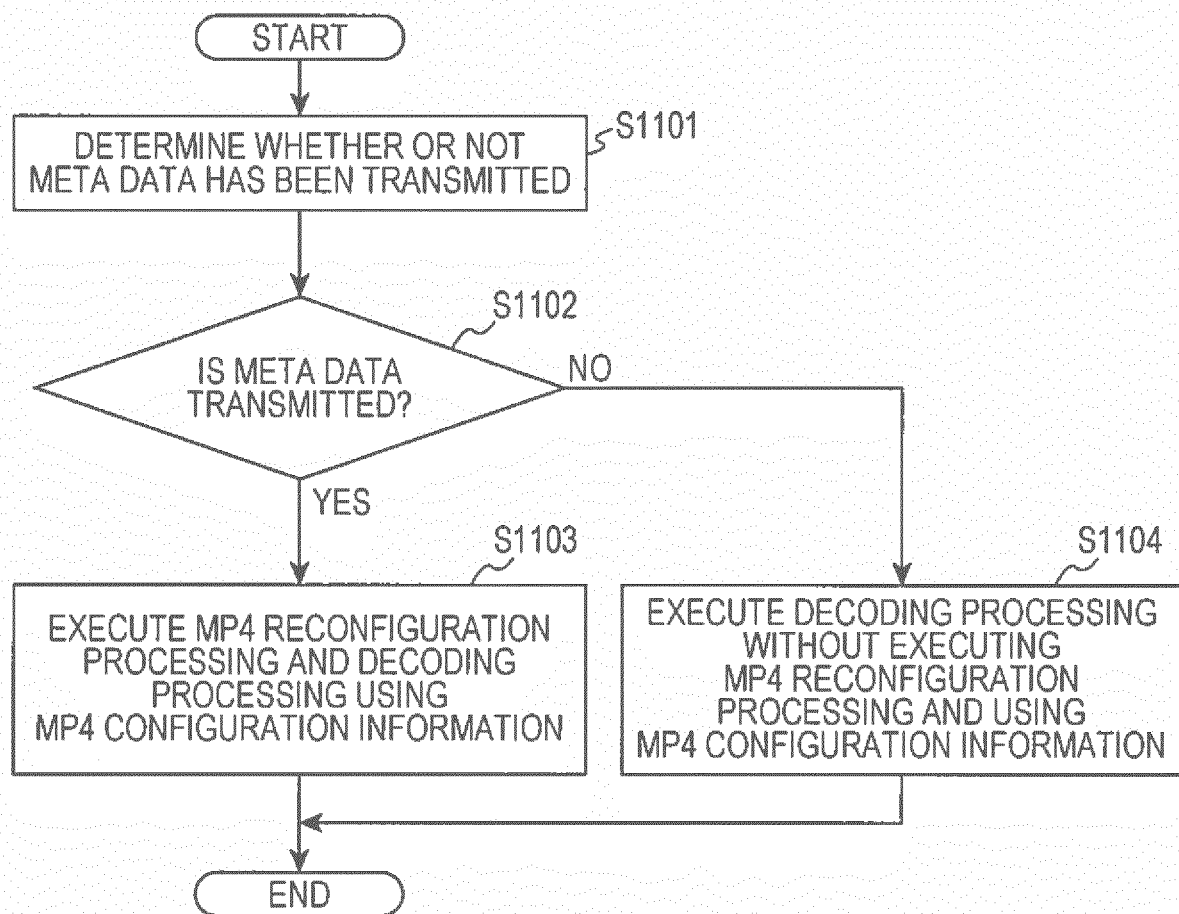 START
S1101
DETERMINE WHETHER OR NOT
META DATA HAS BEEN TRANSMITTED
S1102
IS META DATA
TRANSMITTED?
NO
YES
S1103
EXECUTE MP4 RECONFIGURATION
PROCESSING AND DECODING
PROCESSING USING
MP4 CONFIGURATION INFORMATION
S1104
EXECUTE DECODING PROCESSING
WITHOUT EXECUTING
MP4 RECONFIGURATION
PROCESSING AND USING
MP4 CONFIGURATION INFORMATION
END